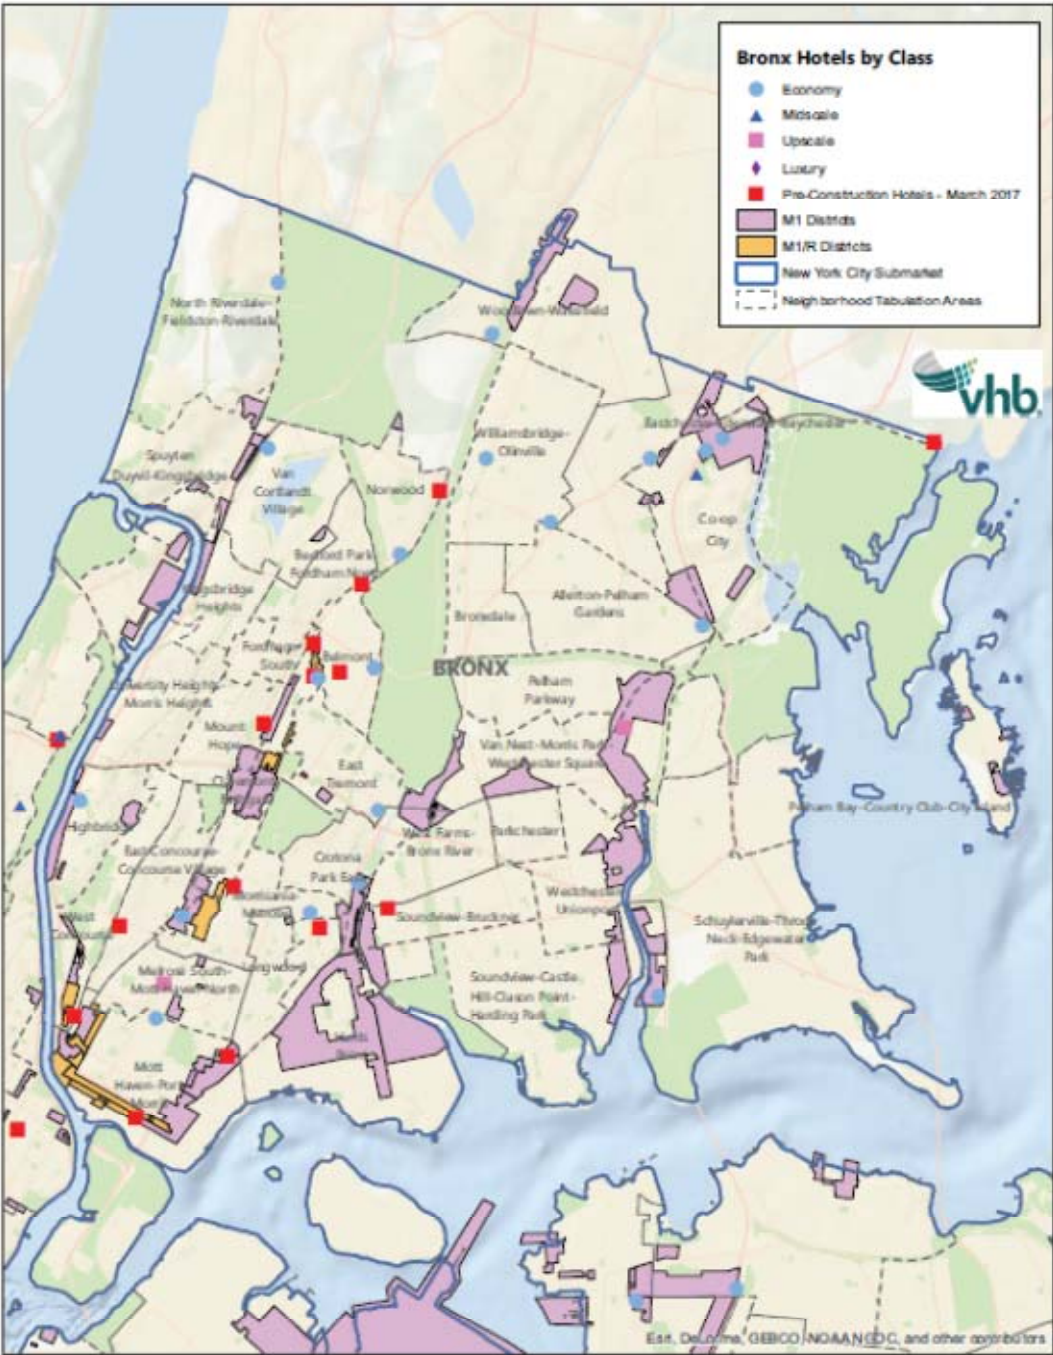 Bronx Hotels by Class
Economy
Midscale
Upscale
Luxury
Pre-Construction Hotels - March 2017
M1 Districts
M1/R Districts
New York City Submarket
Neighborhood Tabulation Areas
vhb
North Riverdale-
Fieldston-Riverdale
Woodlawn-Wakefield
Williamsbridge-
Olinville
Spuyten
Duyvil-Kingsbridge
Van
Cortlandt
Village
Norwood
Co-op
City
Bedford Park-
Fordham North
Kingsbridge
Heights
Allerton-Pelham
Gardens
Bronxdale
Fordham
South
Belmont
BRONX
University Heights-
Morris Heights
Pelham
Parkway
Mount
Hope
Van Nest-Morris Park-
Westchester Square
East
Tremont
Pelham Bay-Country Club-City Island
Highbridge
West Farms-
Bronx River
Parkchester
East Concourse-
Concourse Village
Crotona
Park East
Morrisania-
Melrose
Westchester-
Unionport
Soundview-Bruckner
West
Concourse
Schuylerville-Throgs
Neck-Edgewater
Park
Longwood
Melrose South-
Mott Haven-North
Soundview-Castle
Hill-Clason Point-
Harding Park
Hunts
Point
Mott
Haven-Port
Morris
Esri, DeLorme, GEBCO, NOAA NGDC, and other contributors